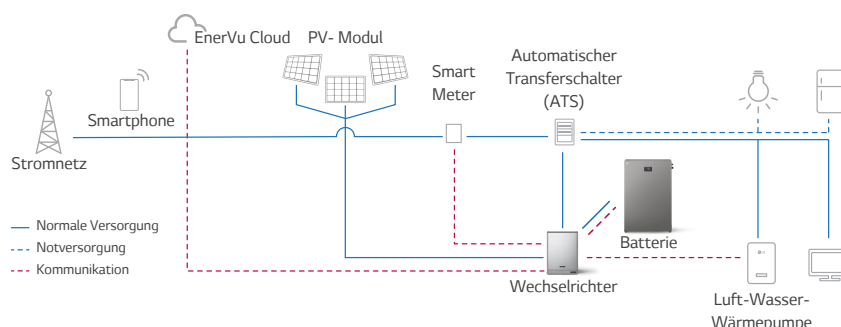 EnerVu Cloud
PV- Modul
Automatischer
Transferschalter
(ATS)
Smart
Meter
Smartphone
Stromnetz
Normale Versorgung
Notversorgung
Kommunikation
Batterie
Wechselrichter
Luft-Wasser-
Wärmepumpe